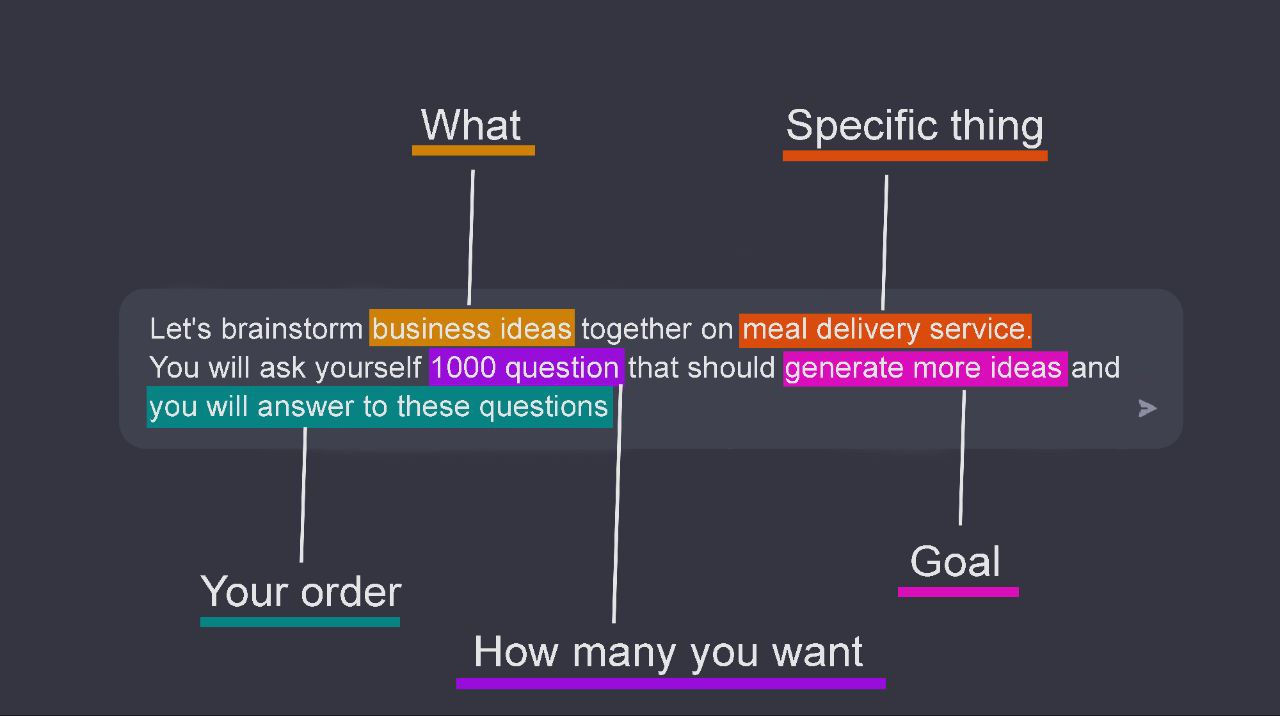 What
Specific thing
Let's brainstorm business ideas together on meal delivery service.
You will ask yourself 1000 question that should generate more ideas and
you will answer to these questions
Goal
Your order
How many you want